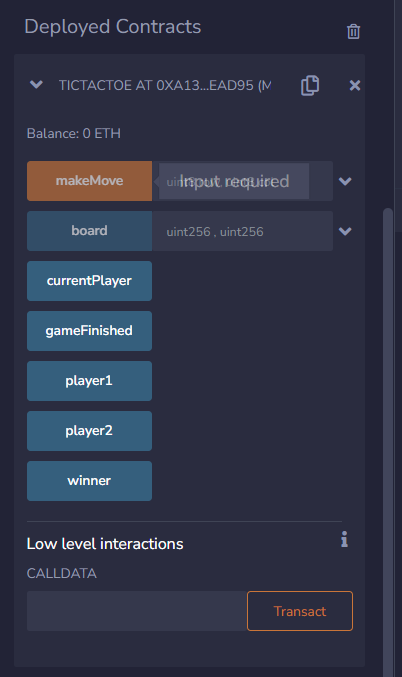 Deployed Contracts
TICTACTOE AT 0XA13...EAD95 (M
Balance: 0 ETH
makeMove
Input required
board
uint256 , uint256
currentPlayer
gameFinished
player1
player2
winner
Low level interactions
i
CALLDATA
Transact